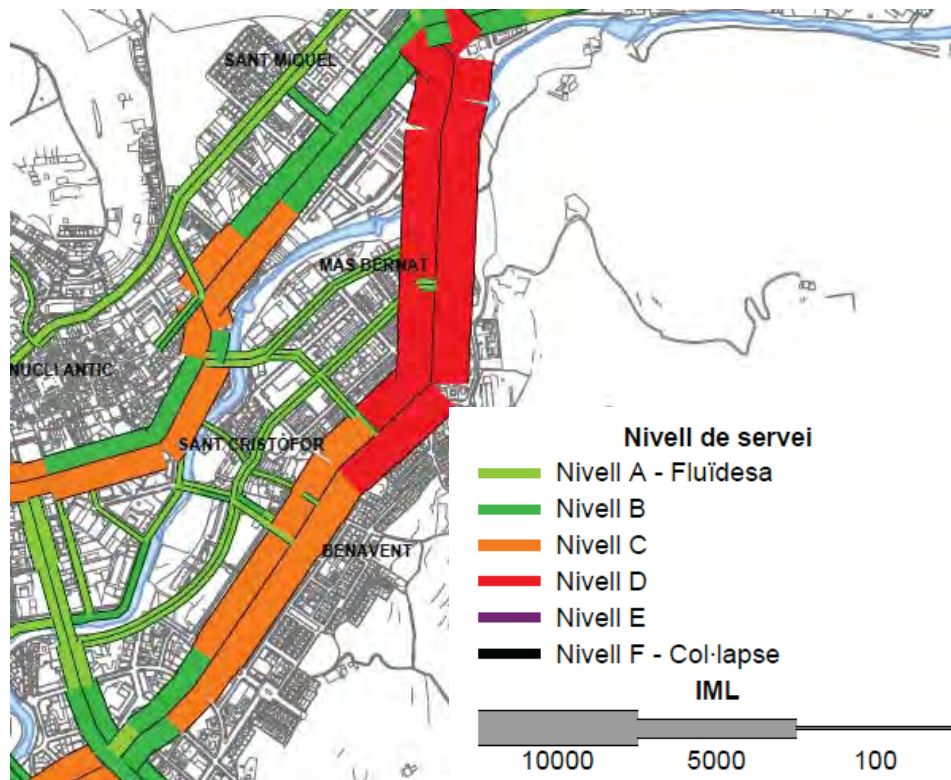 SANT MIQUEL
MAS BERNAT
NUCLI ANTIC
SANT CRISTÒFOR
BENAVENT
Nivell de servei
Nivell A - Fluïdesa
Nivell B
Nivell C
Nivell D
Nivell E
Nivell F - Col·lapse
IML
10000 5000 100